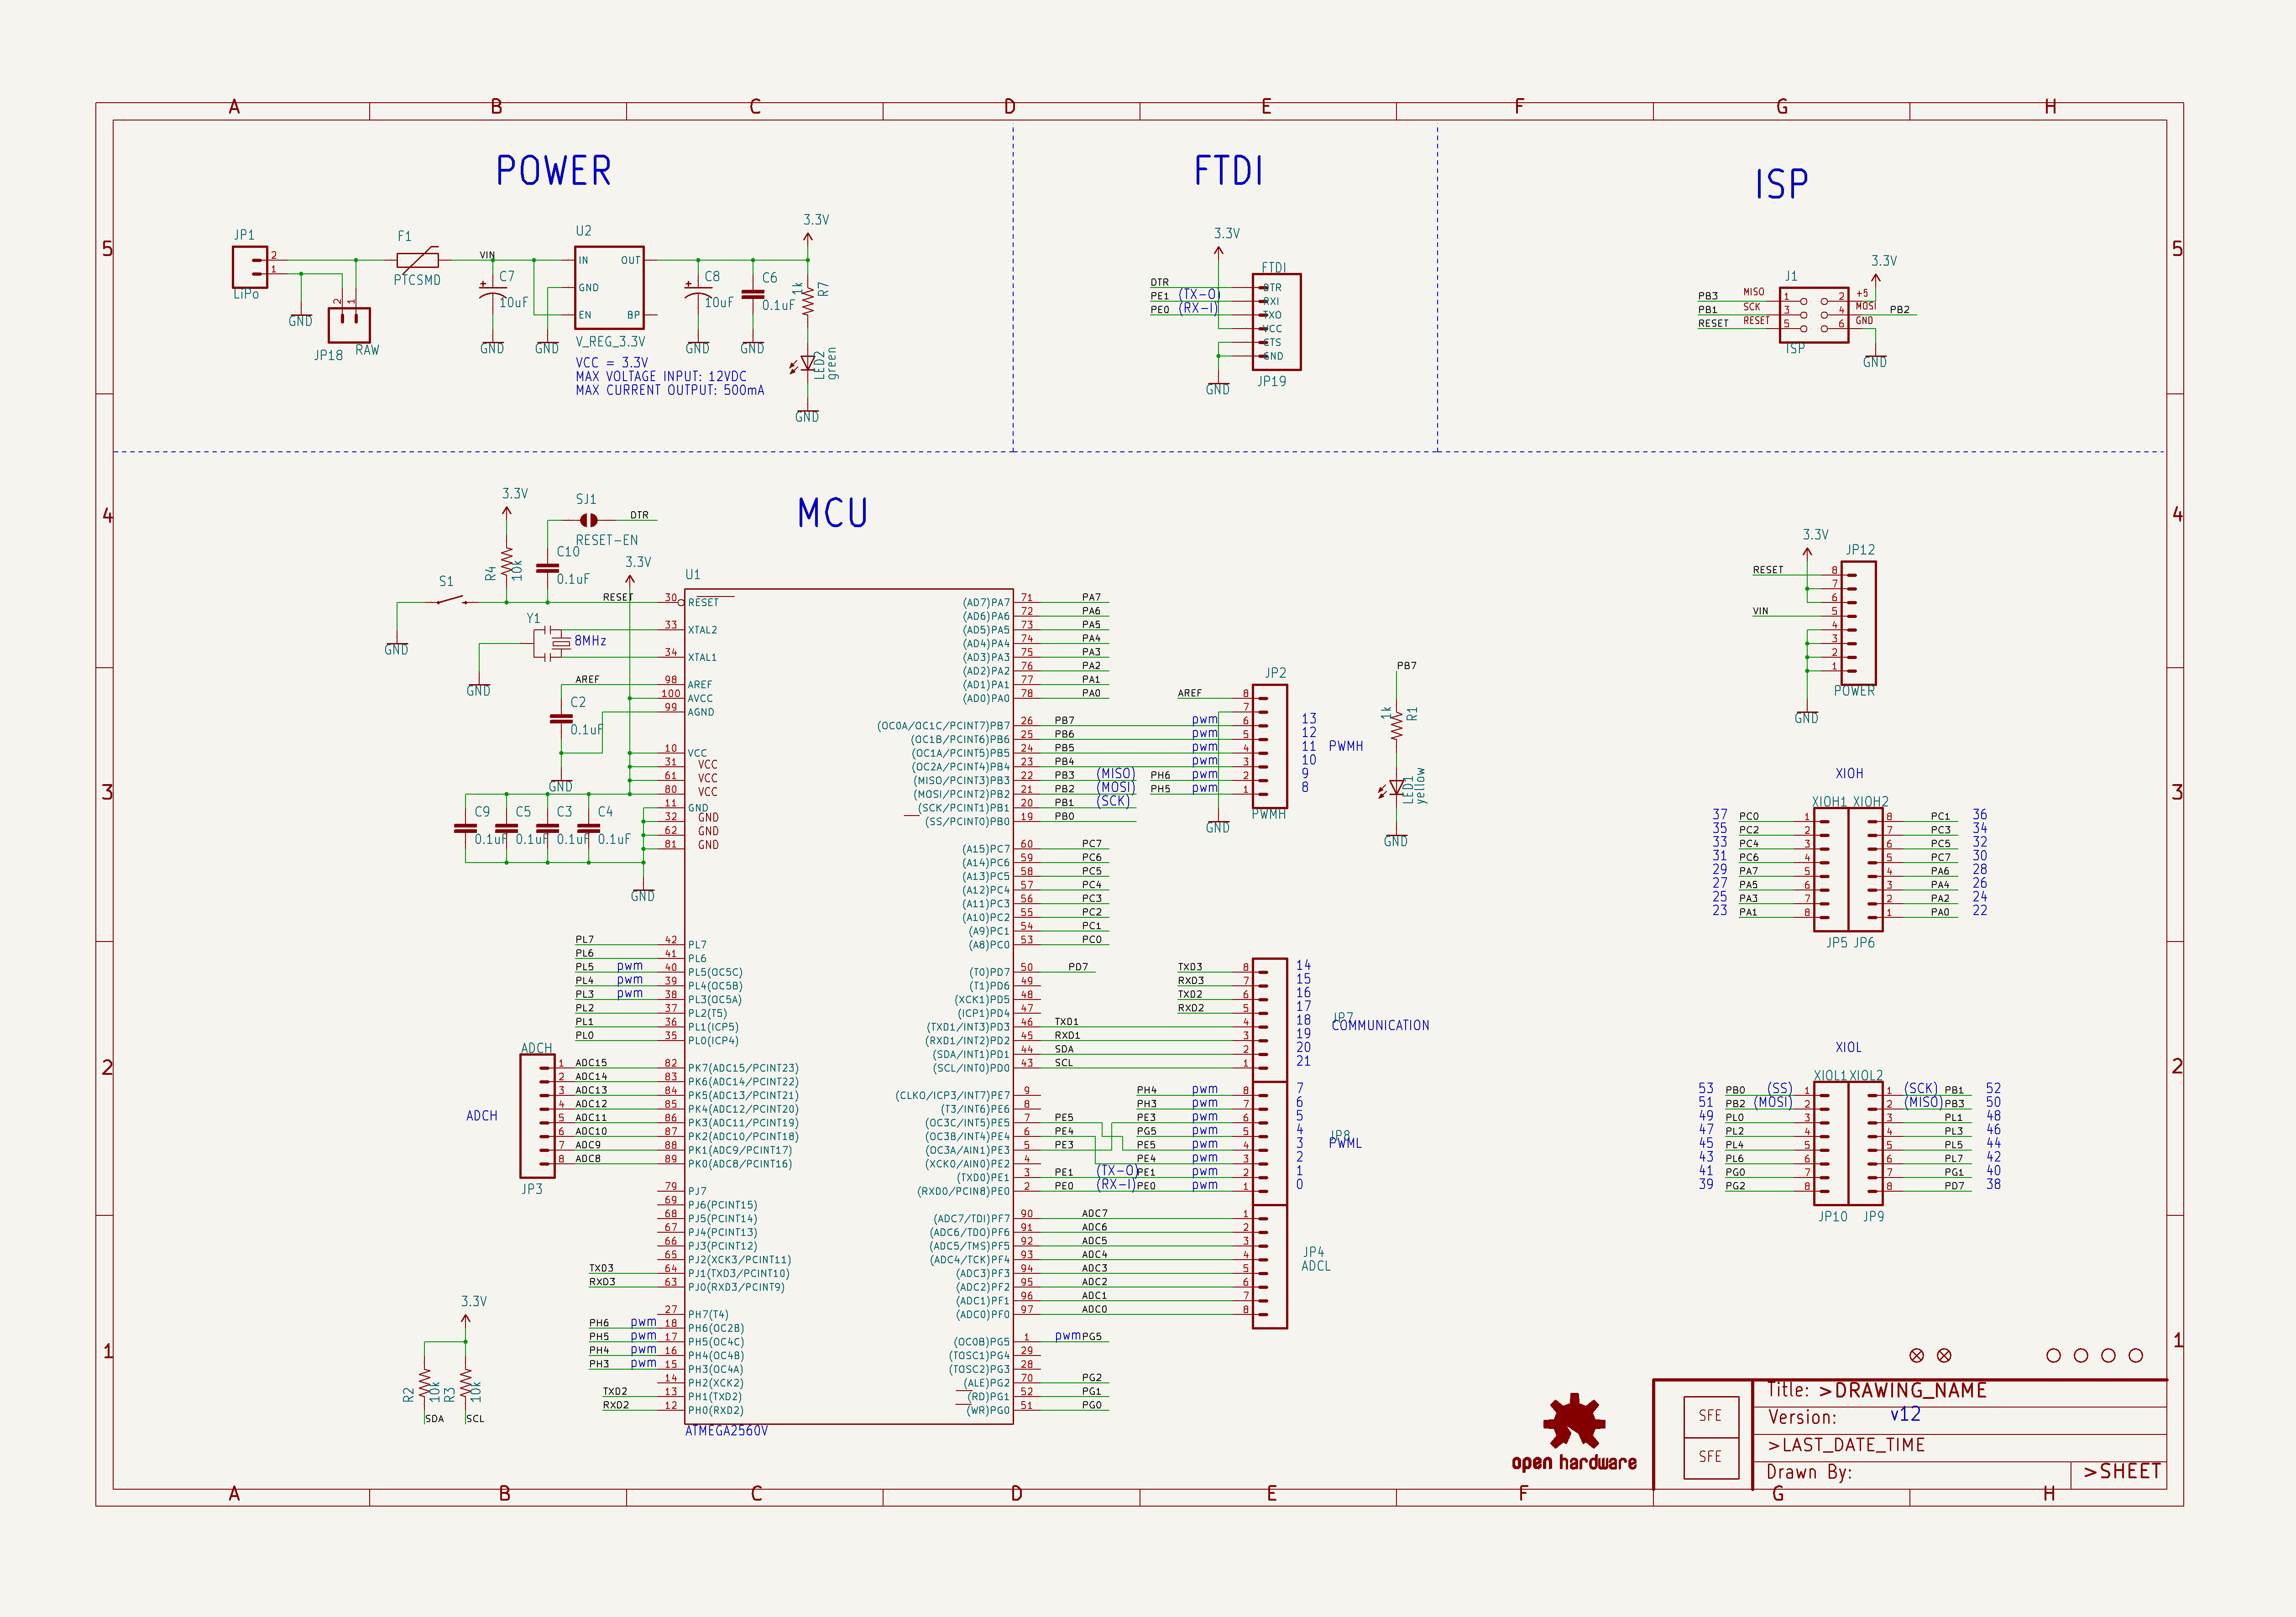 A B C D E F G H
5 5
4 4
3 3
2 2
1 1
A B C D E F G H
POWER
JP1
2
1
LiPo
GND
2 1
JP18
RAW
F1
PTCSMD
VIN
C7
10uF
GND
GND
U2
IN OUT
GND
EN BP
V_REG_3.3V
VCC = 3.3V
MAX VOLTAGE INPUT: 12VDC
MAX CURRENT OUTPUT: 500mA
C8
10uF
GND
C6
0.1uF
GND
3.3V
1k
R7
LED2
green
GND
FTDI
3.3V
FTDI
DTR DTR
PE1 (TX-O) RXI
PE0 (RX-I) TXO
VCC
CTS
GND
GND
JP19
ISP
3.3V
J1
PB3 MISO 1 2 +5
PB1 SCK 3 4 MOSI PB2
RESET RESET 5 6 GND
ISP
GND
MCU
3.3V
SJ1
DTR
RESET-EN
R4
10k
C10
0.1uF
3.3V
S1
GND
RESET
Y1
8MHz
GND
AREF
C2
0.1uF
GND
C9
0.1uF
C5
0.1uF
C3
0.1uF
C4
0.1uF
GND
U1
30 RESET
33 XTAL2
34 XTAL1
98 AREF
100 AVCC
99 AGND
10 VCC
31 VCC
61 VCC
80 VCC
11 GND
32 GND
62 GND
81 GND
PL7 42 PL7
PL6 41 PL6
PL5 pwm 40 PL5(OC5C)
PL4 pwm 39 PL4(OC5B)
PL3 pwm 38 PL3(OC5A)
PL2 37 PL2(T5)
PL1 36 PL1(ICP5)
PL0 35 PL0(ICP4)
ADCH
ADCH
1 ADC15 82 PK7(ADC15/PCINT23)
2 ADC14 83 PK6(ADC14/PCINT22)
3 ADC13 84 PK5(ADC13/PCINT21)
4 ADC12 85 PK4(ADC12/PCINT20)
5 ADC11 86 PK3(ADC11/PCINT19)
6 ADC10 87 PK2(ADC10/PCINT18)
7 ADC9 88 PK1(ADC9/PCINT17)
8 ADC8 89 PK0(ADC8/PCINT16)
JP3
79 PJ7
69 PJ6(PCINT15)
68 PJ5(PCINT14)
67 PJ4(PCINT13)
66 PJ3(PCINT12)
65 PJ2(XCK3/PCINT11)
TXD3 64 PJ1(TXD3/PCINT10)
RXD3 63 PJ0(RXD3/PCINT9)
27 PH7(T4)
PH6 pwm 18 PH6(OC2B)
PH5 pwm 17 PH5(OC4C)
PH4 pwm 16 PH4(OC4B)
PH3 pwm 15 PH3(OC4A)
14 PH2(XCK2)
TXD2 13 PH1(TXD2)
RXD2 12 PH0(RXD2)
ATMEGA2560V
3.3V
R2
10k
R3
10k
SDA SCL
(AD7)PA7 71 PA7
(AD6)PA6 72 PA6
(AD5)PA5 73 PA5
(AD4)PA4 74 PA4
(AD3)PA3 75 PA3
(AD2)PA2 76 PA2
(AD1)PA1 77 PA1
(AD0)PA0 78 PA0
(OC0A/OC1C/PCINT7)PB7 26 PB7
(OC1B/PCINT6)PB6 25 PB6
(OC1A/PCINT5)PB5 24 PB5
(OC2A/PCINT4)PB4 23 PB4
(MISO/PCINT3)PB3 22 PB3 (MISO)
(MOSI/PCINT2)PB2 21 PB2 (MOSI)
(SCK/PCINT1)PB1 20 PB1 (SCK)
(SS/PCINT0)PB0 19 PB0
(A15)PC7 60 PC7
(A14)PC6 59 PC6
(A13)PC5 58 PC5
(A12)PC4 57 PC4
(A11)PC3 56 PC3
(A10)PC2 55 PC2
(A9)PC1 54 PC1
(A8)PC0 53 PC0
(T0)PD7 50 PD7
(T1)PD6 49
(XCK1)PD5 48
(ICP1)PD4 47
(TXD1/INT3)PD3 46 TXD1
(RXD1/INT2)PD2 45 RXD1
(SDA/INT1)PD1 44 SDA
(SCL/INT0)PD0 43 SCL
(CLKO/ICP3/INT7)PE7 9
(T3/INT6)PE6 8
(OC3C/INT5)PE5 7 PE5
(OC3B/INT4)PE4 6 PE4
(OC3A/AIN1)PE3 5 PE3
(XCK0/AIN0)PE2 4
(TXD0)PE1 3 PE1 (TX-O)
(RXD0/PCIN8)PE0 2 PE0 (RX-I)
(ADC7/TDI)PF7 90 ADC7 1
(ADC6/TDO)PF6 91 ADC6 2
(ADC5/TMS)PF5 92 ADC5 3
(ADC4/TCK)PF4 93 ADC4 4
(ADC3)PF3 94 ADC3 5
(ADC2)PF2 95 ADC2 6
(ADC1)PF1 96 ADC1 7
(ADC0)PF0 97 ADC0 8
JP4
ADCL
(OC0B)PG5 1 pwm PG5
(TOSC1)PG4 29
(TOSC2)PG3 28
(ALE)PG2 70 PG2
(RD)PG1 52 PG1
(WR)PG0 51 PG0
JP2
AREF 8
7
pwm 6 13
pwm 5 12
pwm 4 11 PWMH
pwm 3 10
PH6 pwm 2 9
PH5 pwm 1 8
GND PWMH
PB7
1k
R1
LED1
yellow
GND
TXD3 8 14
RXD3 7 15
TXD2 6 16
RXD2 5 17
4 18
3 19
2 20
1 21
JP7
COMMUNICATION
PH4 pwm 8 7
PH3 pwm 7 6
PE3 pwm 6 5
PG5 pwm 5 4
PE5 pwm 4 3
PE4 pwm 3 2
PE1 pwm 2 1
PE0 pwm 1 0
JP8
PWML
3.3V
JP12
RESET 8
7
6
VIN 5
4
3
2
1
POWER
GND
XIOH
XIOH1 XIOH2
37 PC0 1 8 PC1 36
35 PC2 2 7 PC3 34
33 PC4 3 6 PC5 32
31 PC6 4 5 PC7 30
29 PA7 5 4 PA6 28
27 PA5 6 3 PA4 26
25 PA3 7 2 PA2 24
23 PA1 8 1 PA0 22
JP5 JP6
XIOL
XIOL1 XIOL2
53 PB0 (SS) 1 1 (SCK) PB1 52
51 PB2 (MOSI) 2 2 (MISO) PB3 50
49 PL0 3 3 PL1 48
47 PL2 4 4 PL3 46
45 PL4 5 5 PL5 44
43 PL6 6 6 PL7 42
41 PG0 7 7 PG1 40
39 PG2 8 8 PD7 38
JP10 JP9
open hardware
SFE
SFE
Title: >DRAWING_NAME
Version: v12
>LAST_DATE_TIME
Drawn By: >SHEET